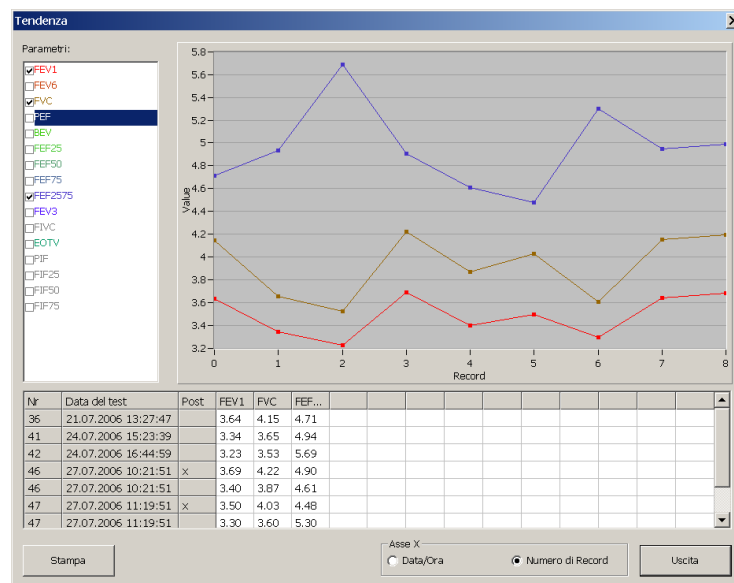 Tendenza
Parametri:
FEV1
FEV6
FVC
PEF
BEV
FEF25
FEF50
FEF75
FEF2575
FEV3
FIVC
EOTV
PIF
FIF25
FIF50
FIF75
5.8
5.6
5.4
5.2
5
4.8
4.6
4.4
4.2
4
3.8
3.6
3.4
3.2
Value
0 1 2 3 4 5 6 7 8
Record
Nr Data del test Post FEV1 FVC FEF...
36 21.07.2006 13:27:47 3.64 4.15 4.71
41 24.07.2006 15:23:39 3.34 3.65 4.94
42 24.07.2006 16:44:59 3.23 3.53 5.69
46 27.07.2006 10:21:51 x 3.69 4.22 4.90
46 27.07.2006 10:21:51 3.40 3.87 4.61
47 27.07.2006 11:19:51 x 3.50 4.03 4.48
47 27.07.2006 11:19:51 3.30 3.60 5.30
Asse X
Stampa Data/Ora Numero di Record Uscita